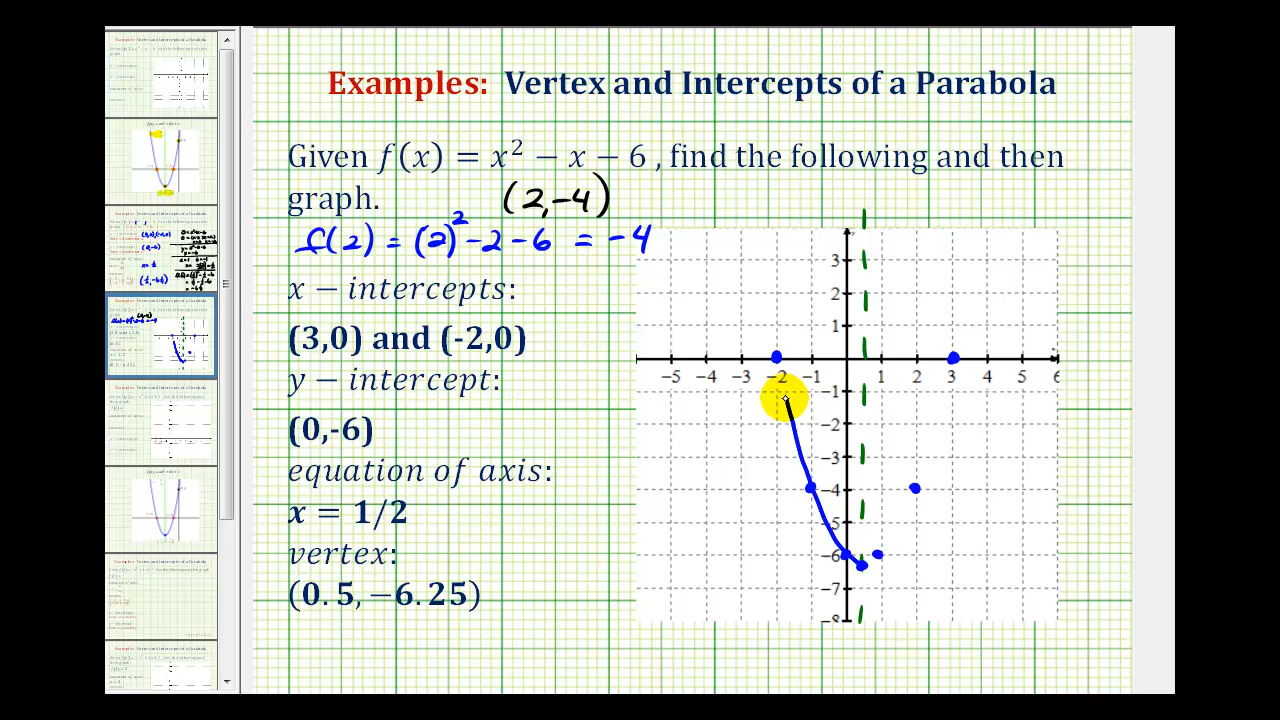 Examples: Vertex and Intercepts of a Parabola
Given f(x) = x² − x − 6 , find the following and then
graph.
(2,-4)
f(2) = (2)² - 2 - 6 = -4
x − intercepts:
(3,0) and (-2,0)
y − intercept:
(0,-6)
equation of axis:
x = 1/2
vertex:
(0.5, −6.25)
3
2
1
−5 −4 −3 −2 −1 1 2 3 4 5 6
−1
−2
−3
−4
−5
−6
−7
−8